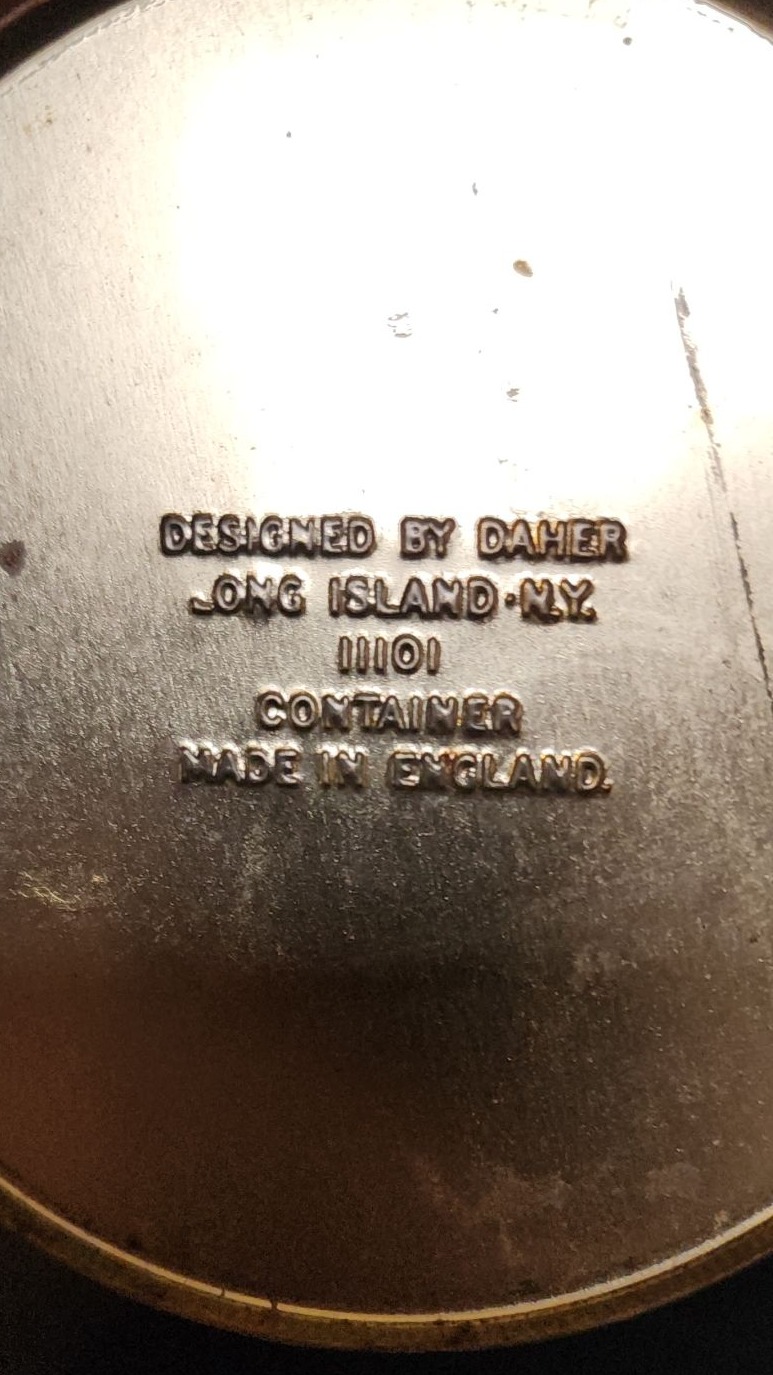 DESIGNED BY DAHER
LONG ISLAND·N.Y.
11101
CONTAINER
MADE IN ENGLAND.